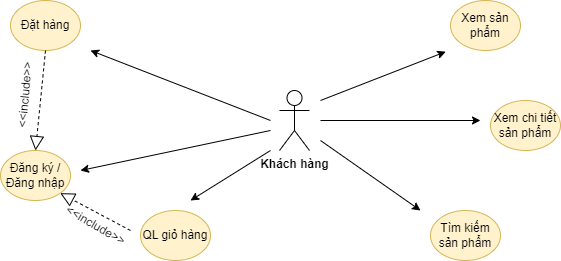 Đặt hàng
Xem sản
phẩm
<<include>>
Xem chi tiết
sản phẩm
Khách hàng
Đăng ký /
Đăng nhập
<<include>>
QL giỏ hàng
Tìm kiếm
sản phẩm